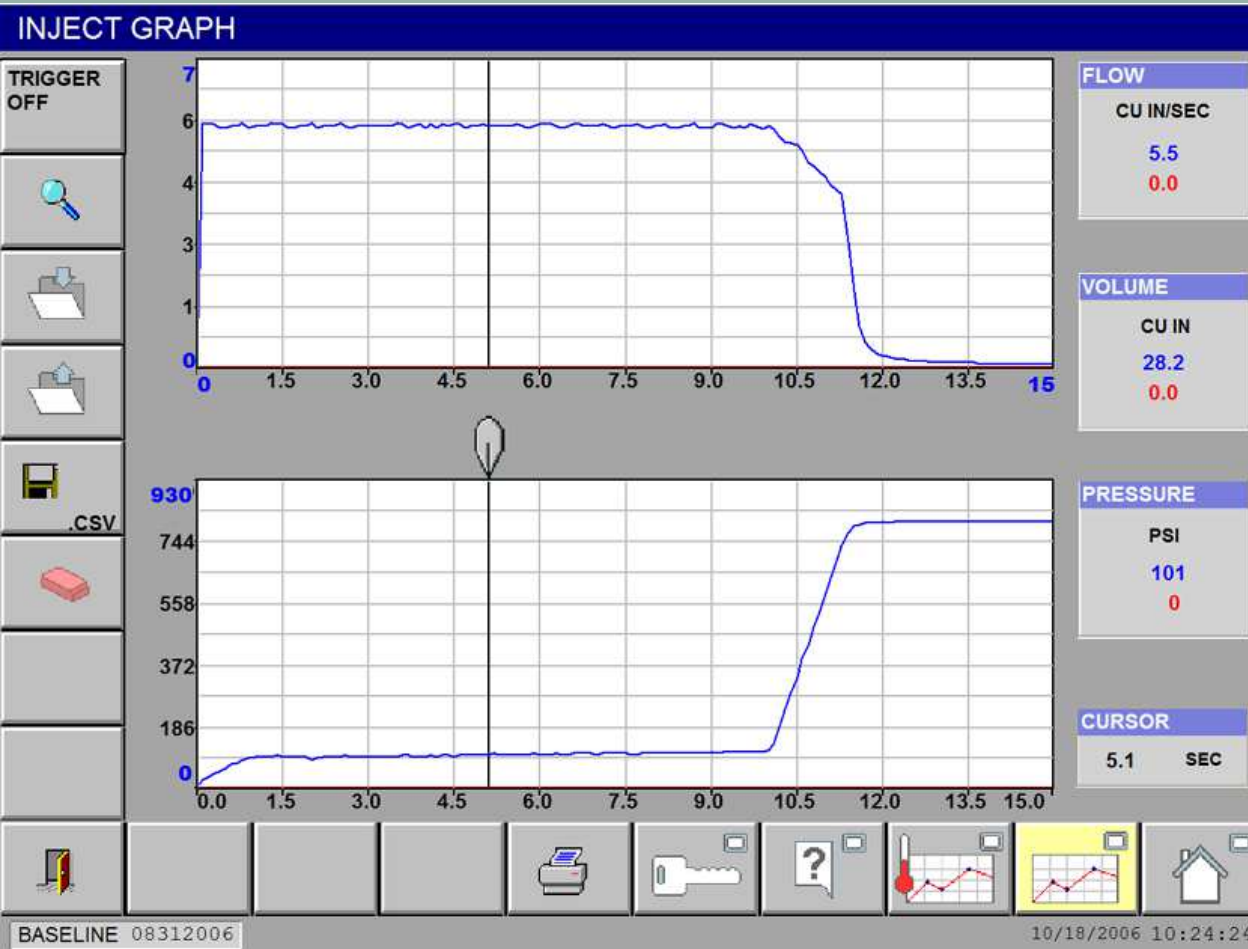 INJECT GRAPH
TRIGGER
OFF
.CSV
7
6
4
3
1
0
0 1.5 3.0 4.5 6.0 7.5 9.0 10.5 12.0 13.5 15
930
744
558
372
186
0
0.0 1.5 3.0 4.5 6.0 7.5 9.0 10.5 12.0 13.5 15.0
FLOW
CU IN/SEC
5.5
0.0
VOLUME
CU IN
28.2
0.0
PRESSURE
PSI
101
0
CURSOR
5.1 SEC
?
BASELINE 08312006
10/18/2006 10:24:24